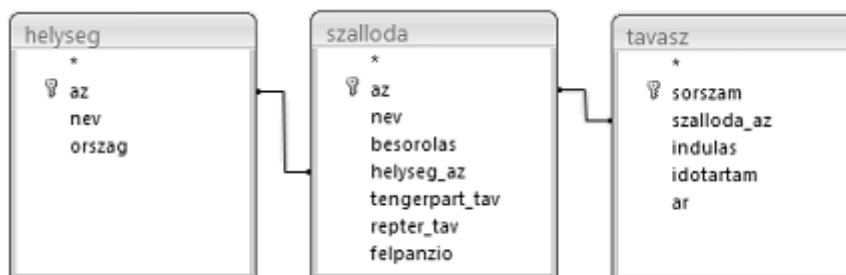 helyseg
*
az
nev
orszag
szalloda
*
az
nev
besorolas
helyseg_az
tengerpart_tav
repter_tav
felpanzio
tavasz
*
sorszam
szalloda_az
indulas
idotartam
ar